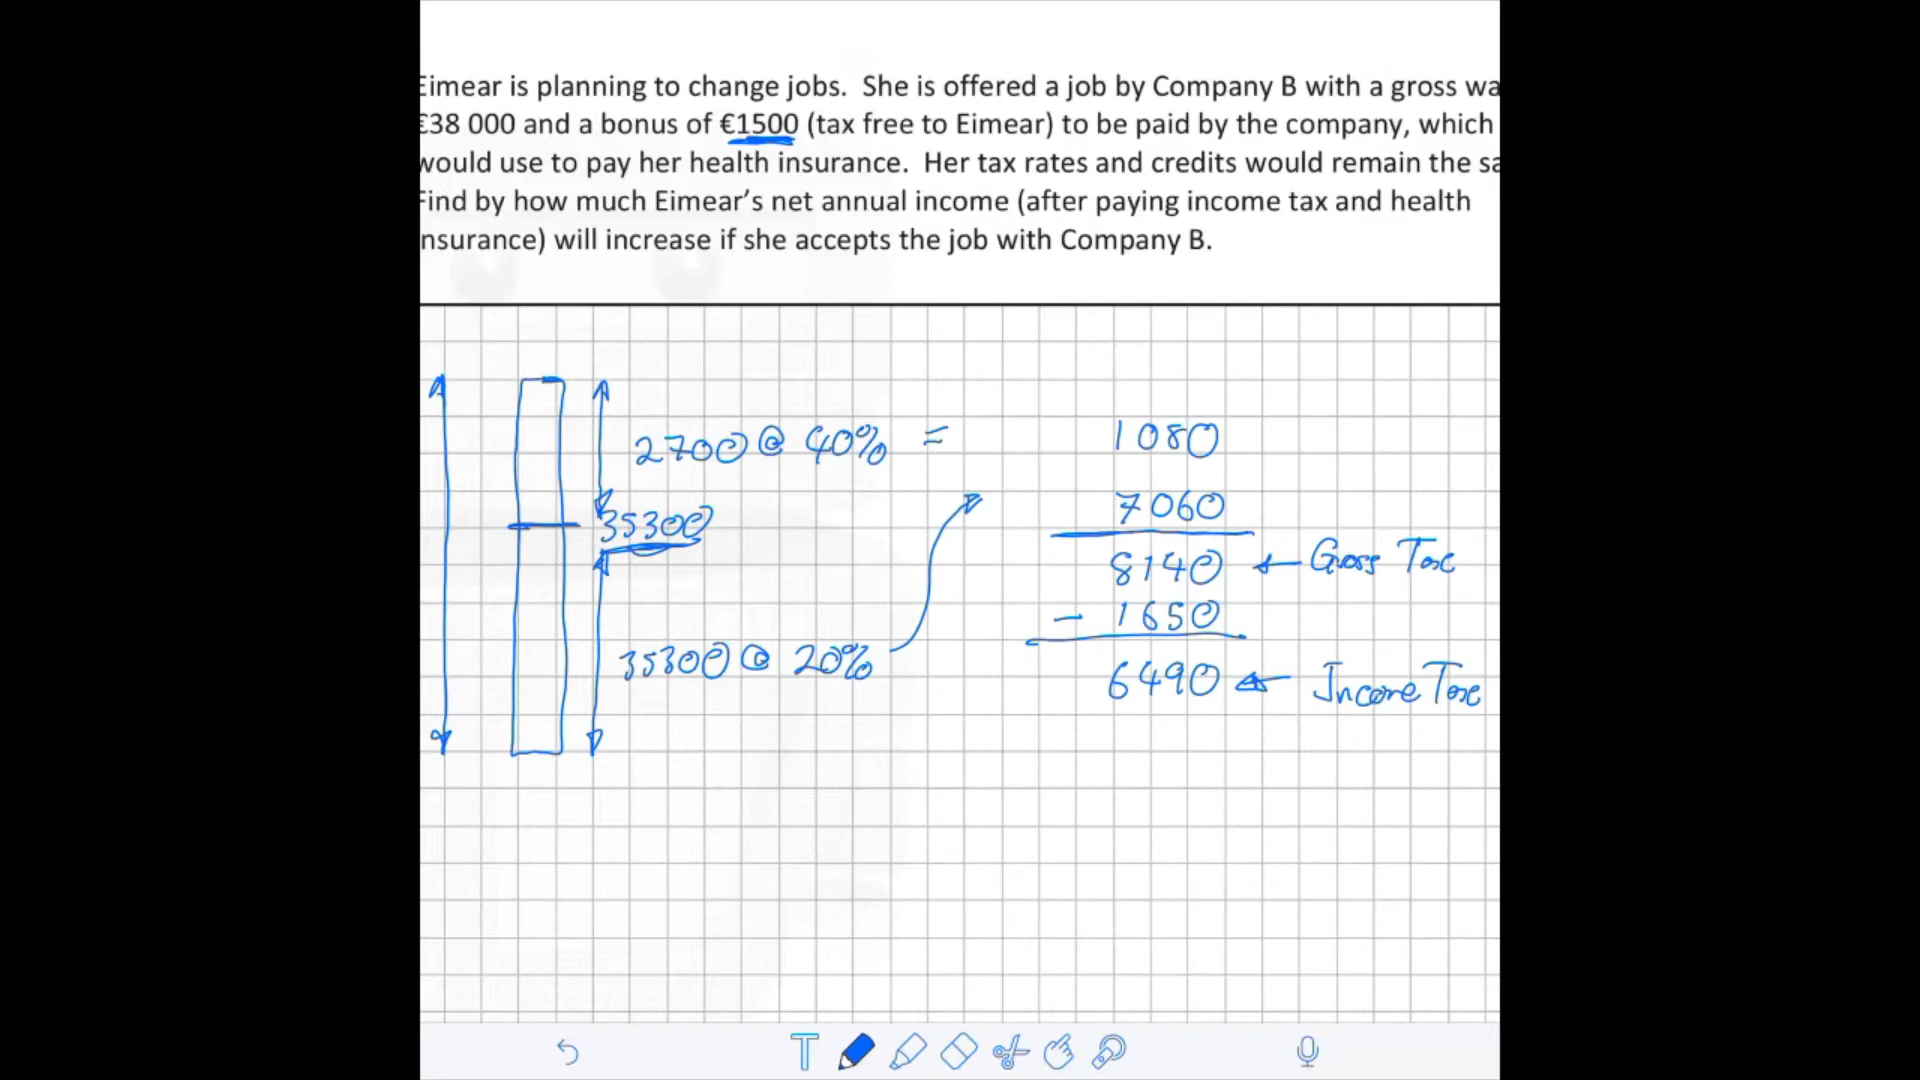 Eimear is planning to change jobs. She is offered a job by Company B with a gross wa
€38 000 and a bonus of €1500 (tax free to Eimear) to be paid by the company, which
would use to pay her health insurance. Her tax rates and credits would remain the sa
Find by how much Eimear's net annual income (after paying income tax and health
nsurance) will increase if she accepts the job with Company B.
2700 @ 40% = 1080
35300
7060
8140 ← Gross Tax
- 1650
35300 @ 20%
6490 ← Income Tax
T